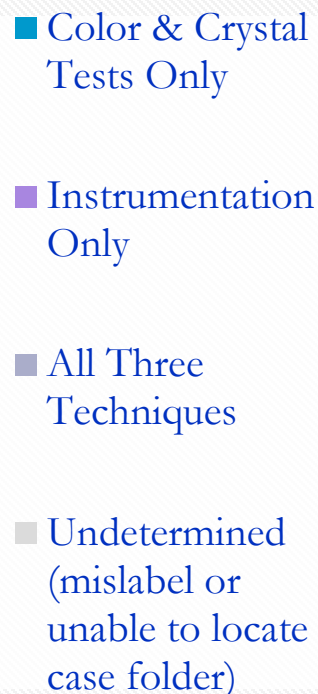 Color & Crystal
Tests Only
Instrumentation
Only
All Three
Techniques
Undetermined
(mislabel or
unable to locate
case folder)